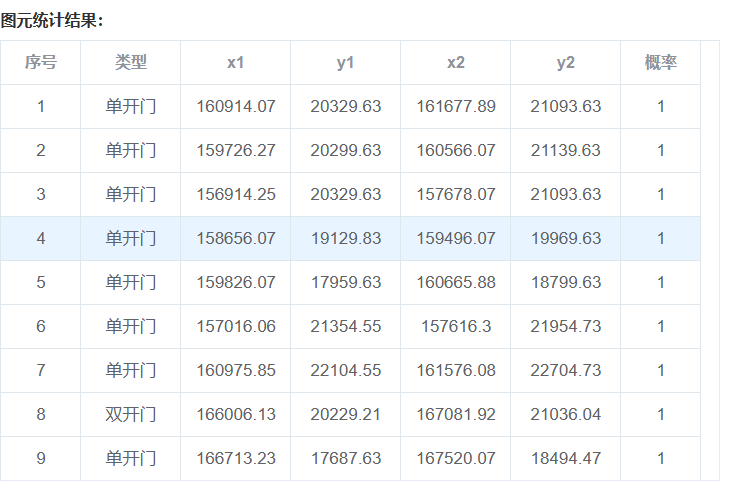 图元统计结果：
序号 类型 x1 y1 x2 y2 概率
1 单开门 160914.07 20329.63 161677.89 21093.63 1
2 单开门 159726.27 20299.63 160566.07 21139.63 1
3 单开门 156914.25 20329.63 157678.07 21093.63 1
4 单开门 158656.07 19129.83 159496.07 19969.63 1
5 单开门 159826.07 17959.63 160665.88 18799.63 1
6 单开门 157016.06 21354.55 157616.3 21954.73 1
7 单开门 160975.85 22104.55 161576.08 22704.73 1
8 双开门 166006.13 20229.21 167081.92 21036.04 1
9 单开门 166713.23 17687.63 167520.07 18494.47 1